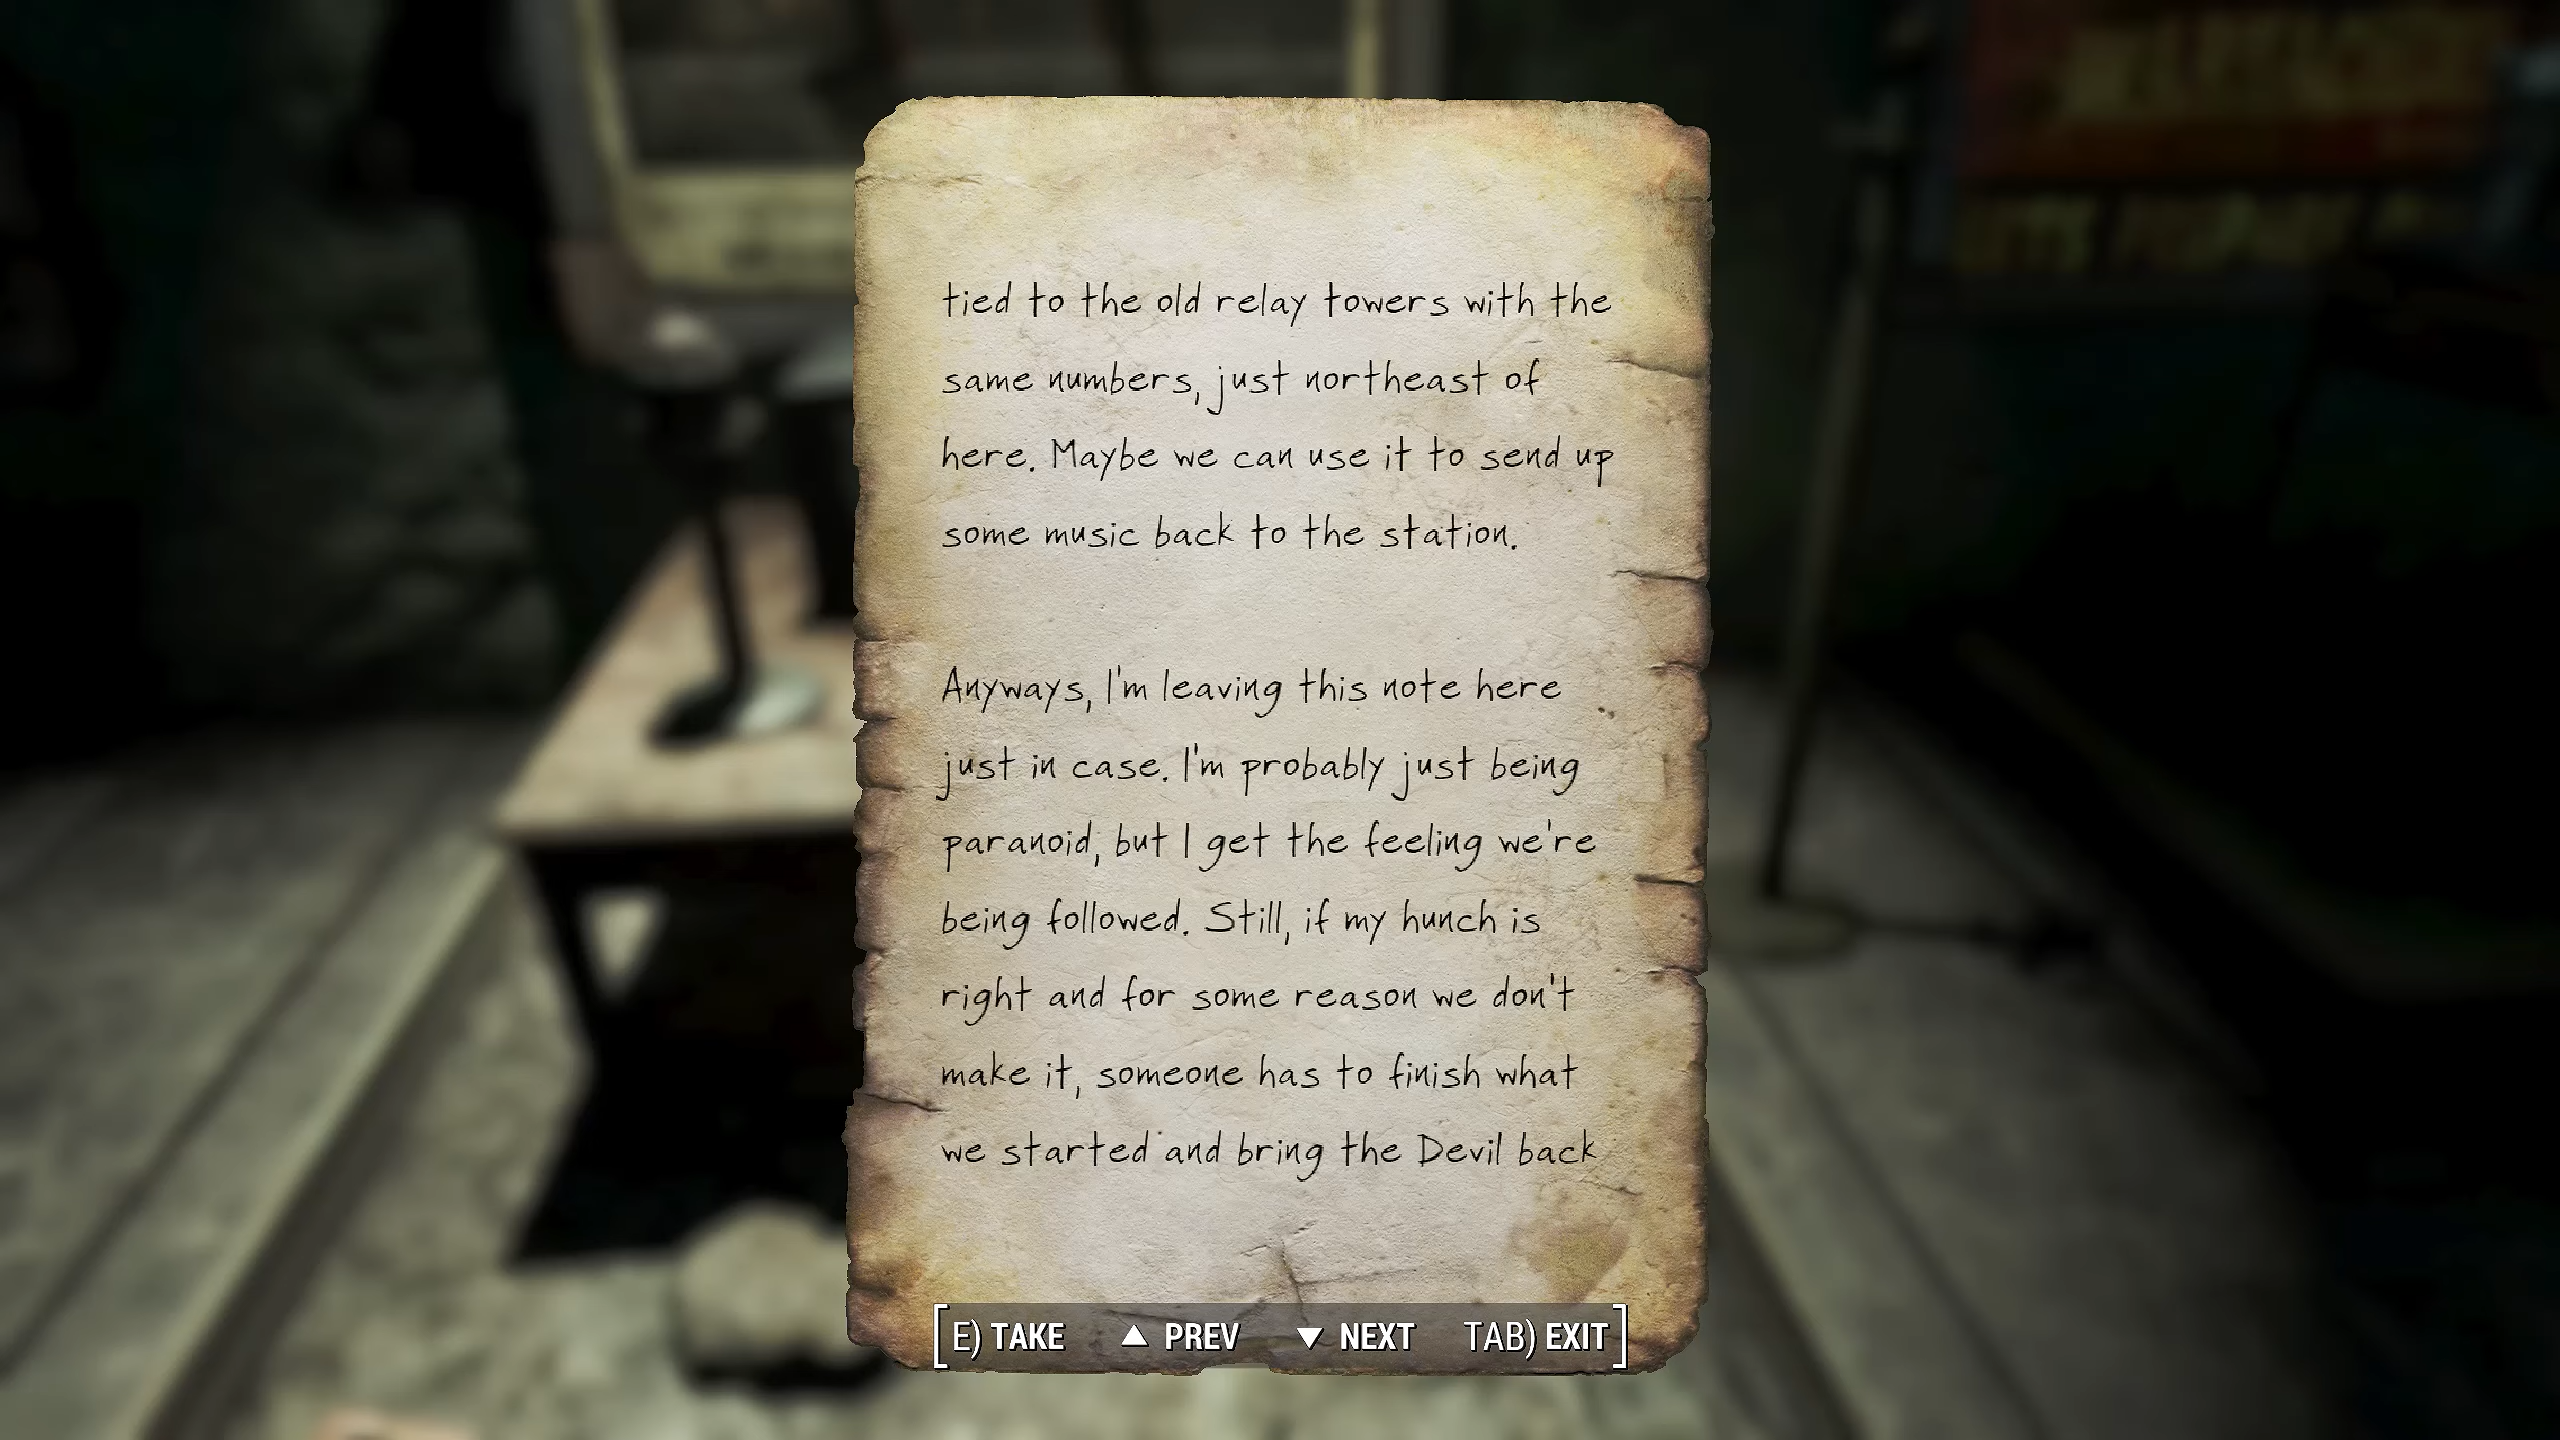 tied to the old relay towers with the
same numbers, just northeast of
here. Maybe we can use it to send up
some music back to the station.
Anyways, I'm leaving this note here
just in case. I'm probably just being
paranoid, but I get the feeling we're
being followed. Still, if my hunch is
right and for some reason we don't
make it, someone has to finish what
we started and bring the Devil back
[E) TAKE ▲ PREV ▼ NEXT TAB) EXIT]